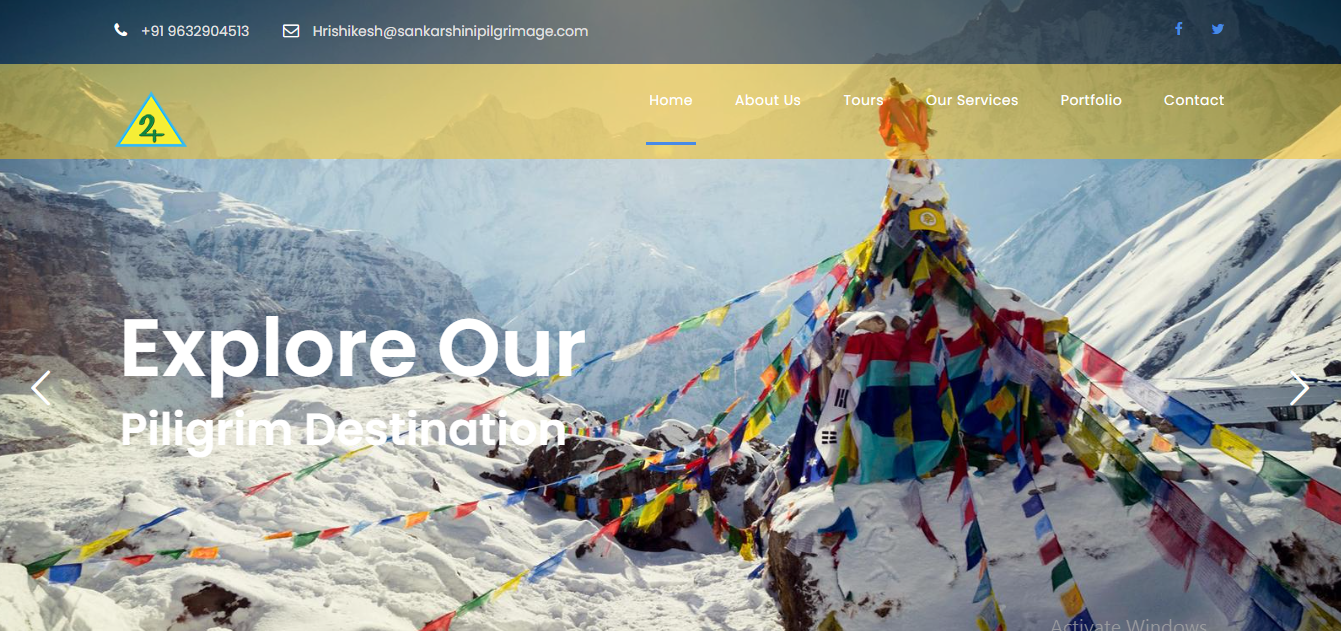 +91 9632904513 Hrishikesh@sankarshinipilgrimage.com
Home About Us Tours Our Services Portfolio Contact
Explore Our
Piligrim Destination
Activate Windows